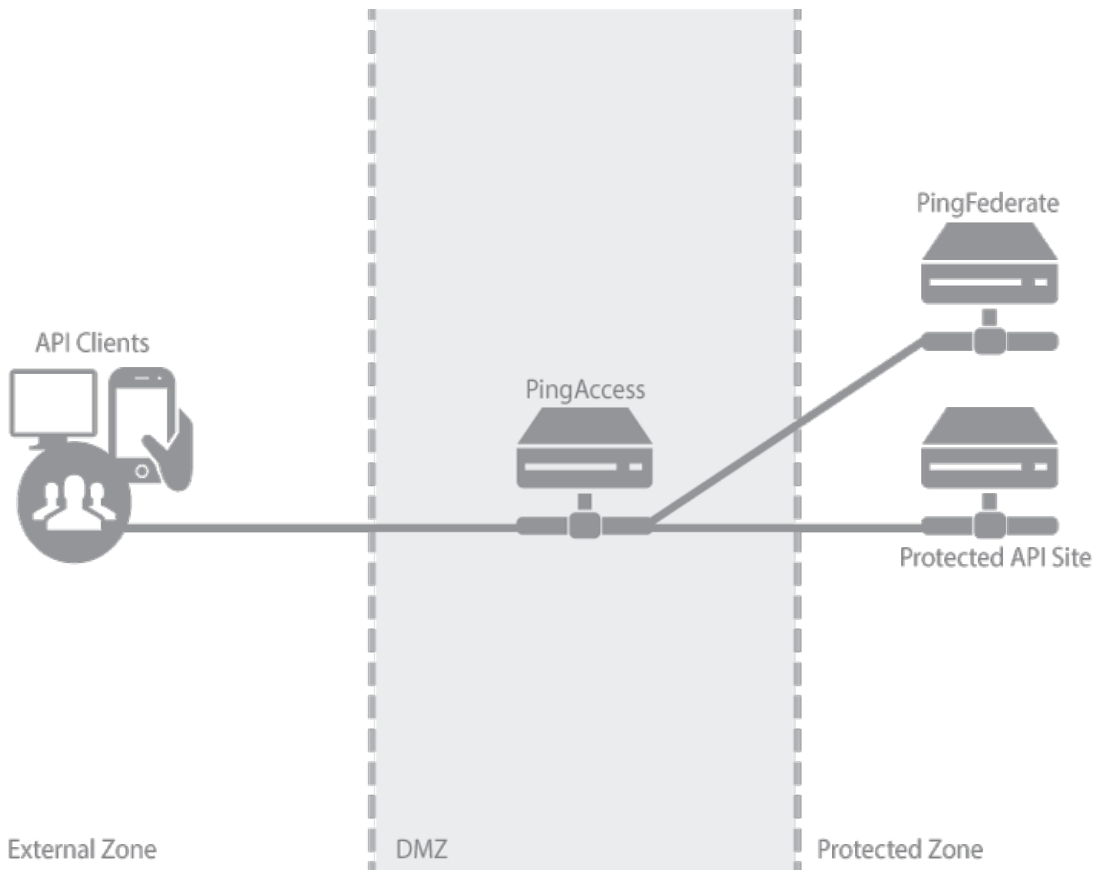 PingFederate
API Clients
PingAccess
Protected API Site
External Zone
DMZ
Protected Zone